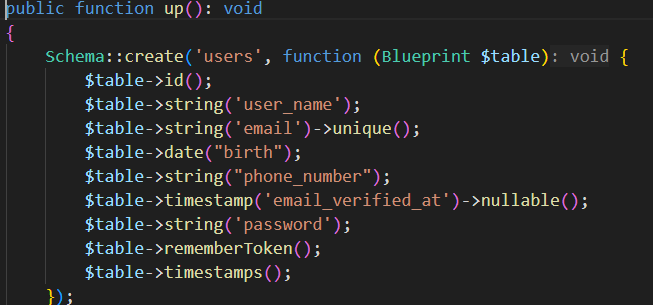 public function up(): void
{
Schema::create('users', function (Blueprint $table): void {
$table->id();
$table->string('user_name');
$table->string('email')->unique();
$table->date("birth");
$table->string("phone_number");
$table->timestamp('email_verified_at')->nullable();
$table->string('password');
$table->rememberToken();
$table->timestamps();
});